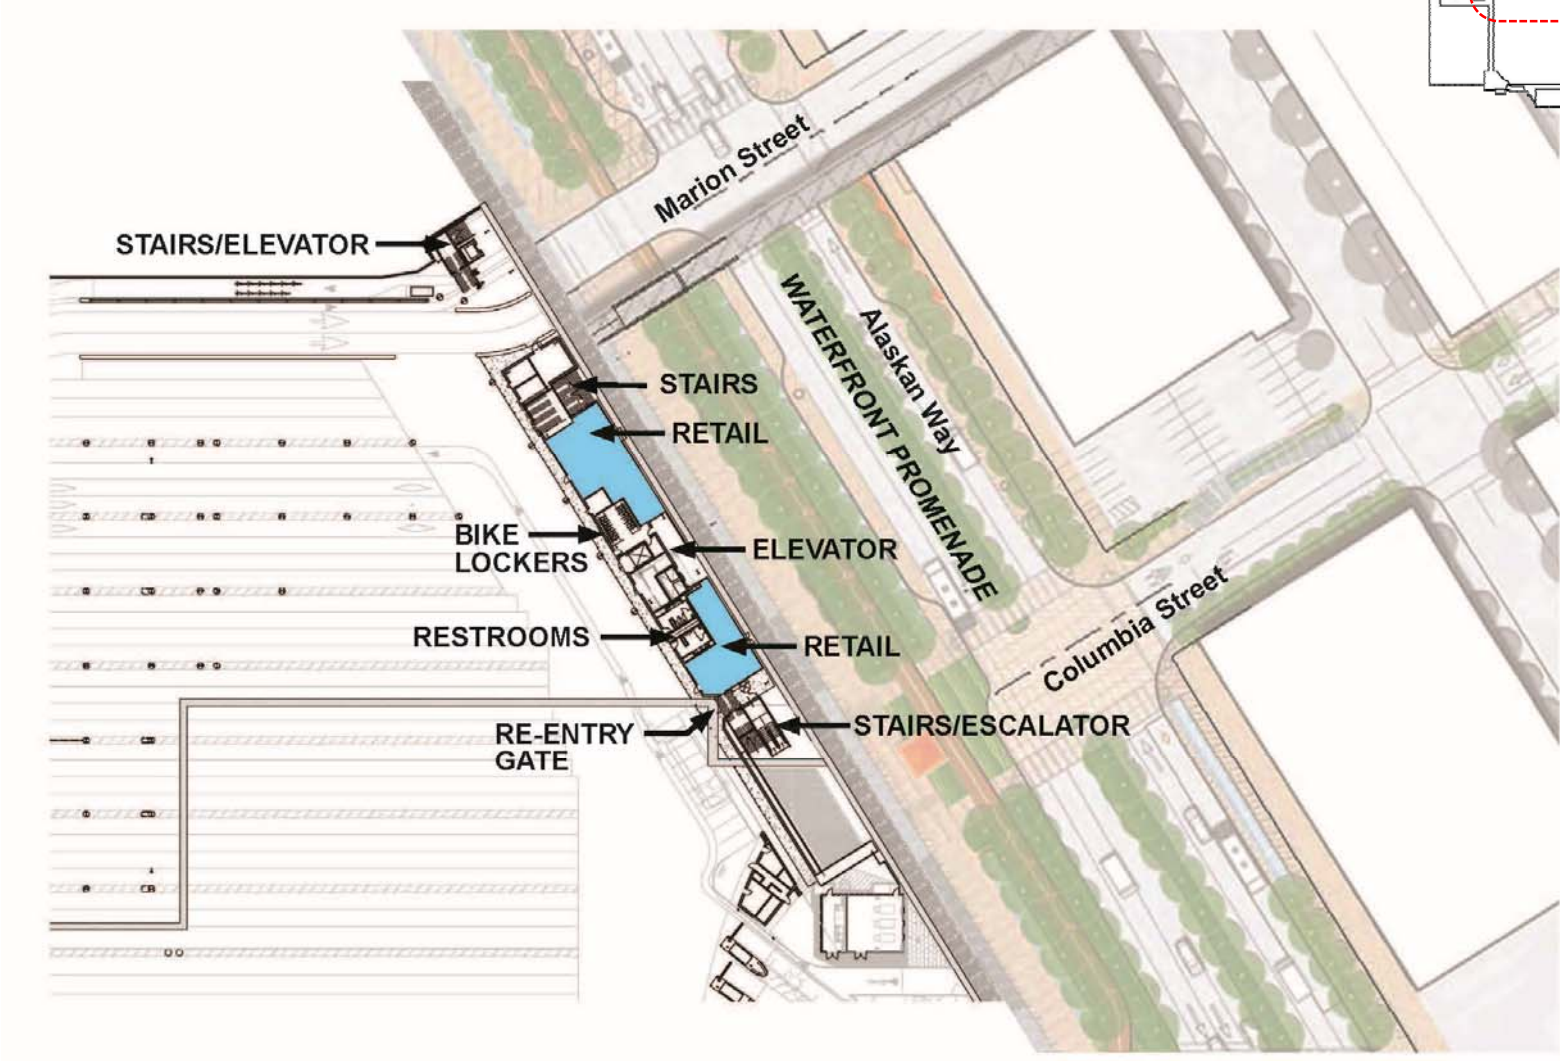 Marion Street
STAIRS/ELEVATOR
WATERFRONT PROMENADE
Alaskan Way
STAIRS
RETAIL
BIKE
LOCKERS
ELEVATOR
RESTROOMS
RETAIL
Columbia Street
RE-ENTRY
GATE
STAIRS/ESCALATOR